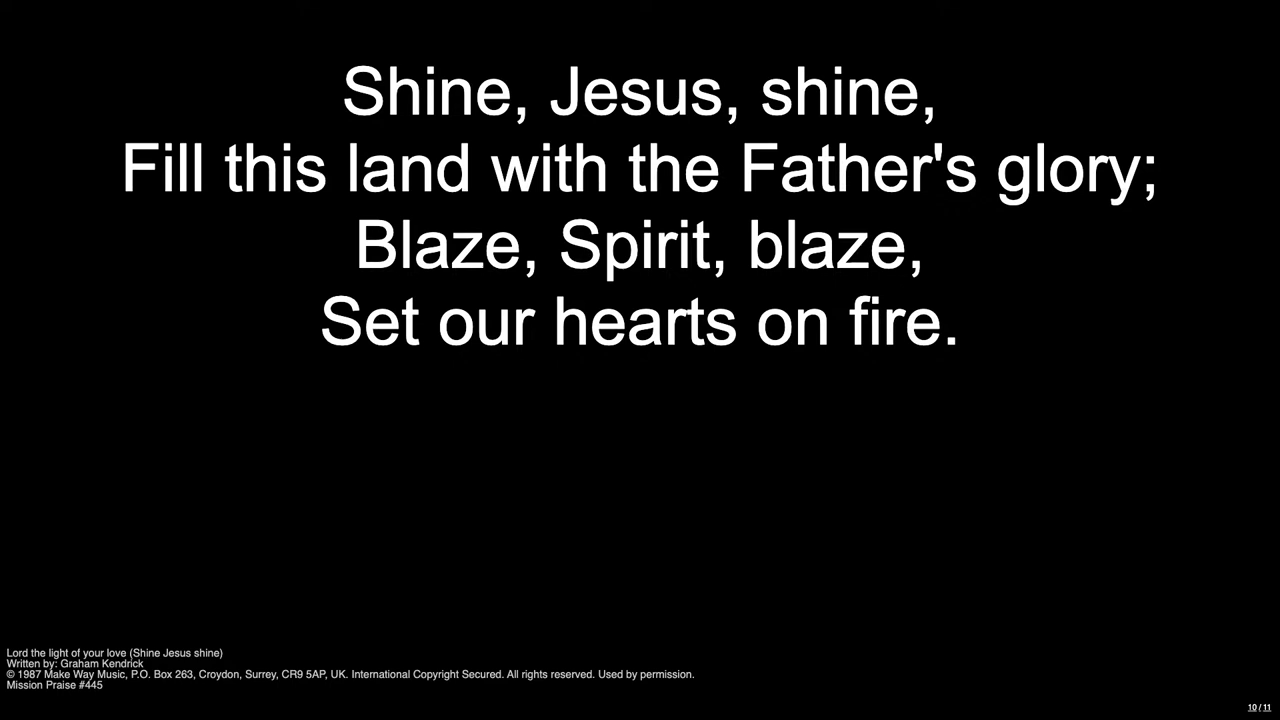 Shine, Jesus, shine,
Fill this land with the Father's glory;
Blaze, Spirit, blaze,
Set our hearts on fire.
Lord the light of your love (Shine Jesus shine)
Written by: Graham Kendrick
© 1987 Make Way Music, P.O. Box 263, Croydon, Surrey, CR9 5AP, UK. International Copyright Secured. All rights reserved. Used by permission.
Mission Praise #445
10 / 11